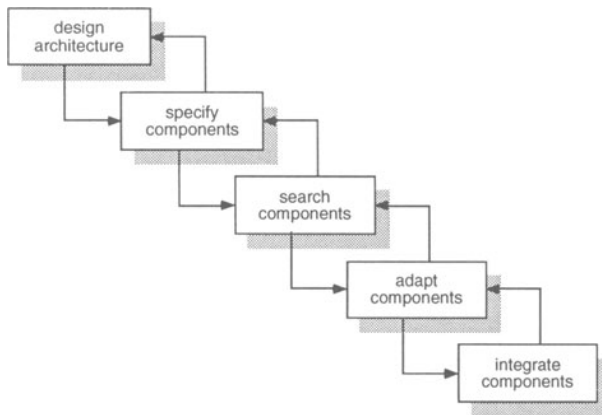 design
architecture
specify
components
search
components
adapt
components
integrate
components